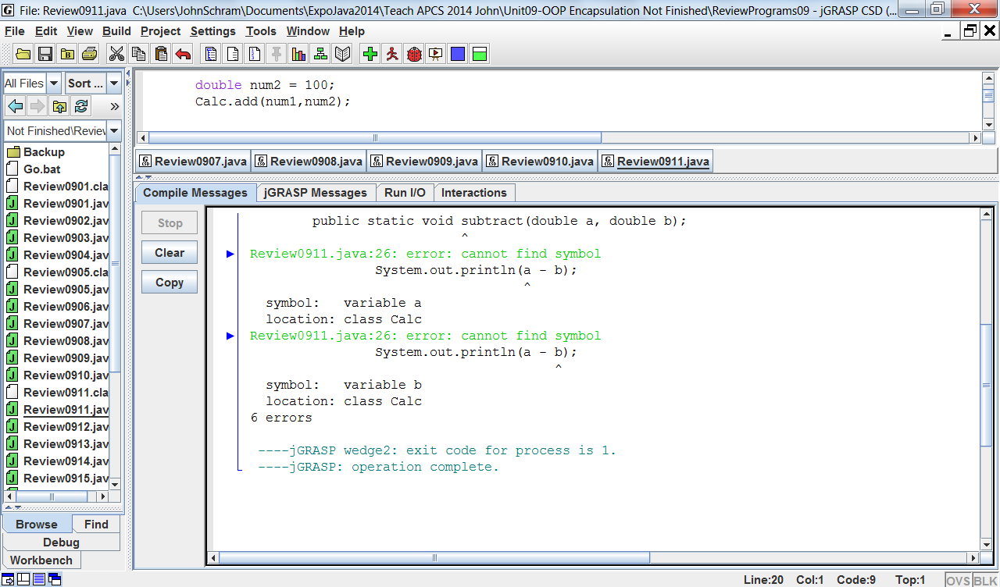 File: Review0911.java  C:\Users\JohnSchram\Documents\ExpoJava2014\Teach APCS 2014 John\Unit09-OOP Encapsulation Not Finished\ReviewPrograms09 - jGRASP CSD (...
File Edit View Build Project Settings Tools Window Help
All Files Sort ...
»
Not Finished\Review
Backup
Go.bat
Review0901.cla
Review0901.jav
Review0902.jav
Review0903.jav
Review0904.jav
Review0905.cla
Review0905.jav
Review0906.jav
Review0907.jav
Review0908.jav
Review0909.jav
Review0910.jav
Review0911.cla
Review0911.jav
Review0912.jav
Review0913.jav
Review0914.jav
Review0915.jav
Browse Find
Debug
Workbench
double num2 = 100;
Calc.add(num1,num2);
Review0907.java Review0908.java Review0909.java Review0910.java Review0911.java
Compile Messages jGRASP Messages Run I/O Interactions
Stop
Clear
Copy
public static void subtract(double a, double b);
^
Review0911.java:26: error: cannot find symbol
System.out.println(a - b);
^
symbol:   variable a
location: class Calc
Review0911.java:26: error: cannot find symbol
System.out.println(a - b);
^
symbol:   variable b
location: class Calc
6 errors
----jGRASP wedge2: exit code for process is 1.
----jGRASP: operation complete.
Line:20 Col:1 Code:9 Top:1 OVS BLK